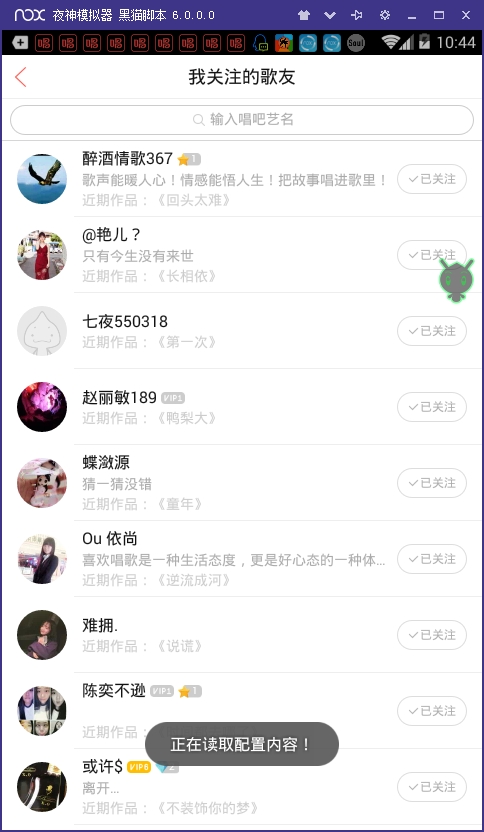 nox 夜神模拟器 黑猫脚本 6.0.0.0
唱 唱 唱 唱 唱 唱 唱 唱 唱 Soul 10:44
我关注的歌友
输入唱吧艺名
醉酒情歌367 1
歌声能暖人心！情感能悟人生！把故事唱进歌里！
近期作品：《回头太难》
已关注
@艳儿？
只有今生没有来世
近期作品：《长相依》
已关注
七夜550318
近期作品：《第一次》
已关注
赵丽敏189 VIP1
近期作品：《鸭梨大》
已关注
蝶潋源
猜一猜没错
近期作品：《童年》
已关注
Ou 依尚
喜欢唱歌是一种生活态度，更是好心态的一种体...
近期作品：《逆流成河》
已关注
难拥.
近期作品：《说谎》
已关注
陈奕不逊 VIP1 1
近期作品：《
已关注
正在读取配置内容！
或许$ VIP6 2
离开...
近期作品：《不装饰你的梦》
已关注